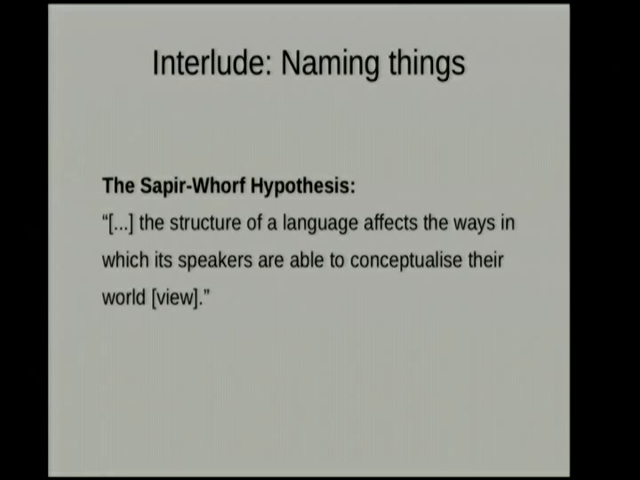 Interlude: Naming things
The Sapir-Whorf Hypothesis:
“[...] the structure of a language affects the ways in
which its speakers are able to conceptualise their
world [view].”